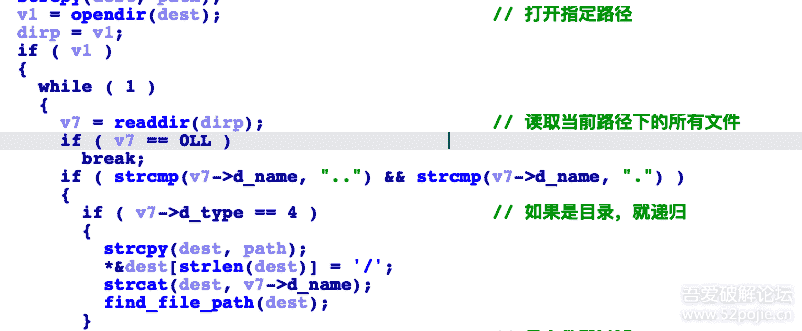 strcpy(dest, path);
v1 = opendir(dest); // 打开指定路径
dirp = v1;
if ( v1 )
{
while ( 1 )
{
v7 = readdir(dirp); // 读取当前路径下的所有文件
if ( v7 == 0LL )
break;
if ( strcmp(v7->d_name, "..") && strcmp(v7->d_name, ".") )
{
if ( v7->d_type == 4 ) // 如果是目录，就递归
{
strcpy(dest, path);
*&dest[strlen(dest)] = '/';
strcat(dest, v7->d_name);
find_file_path(dest);
}
吾爱破解论坛
www.52pojie.cn